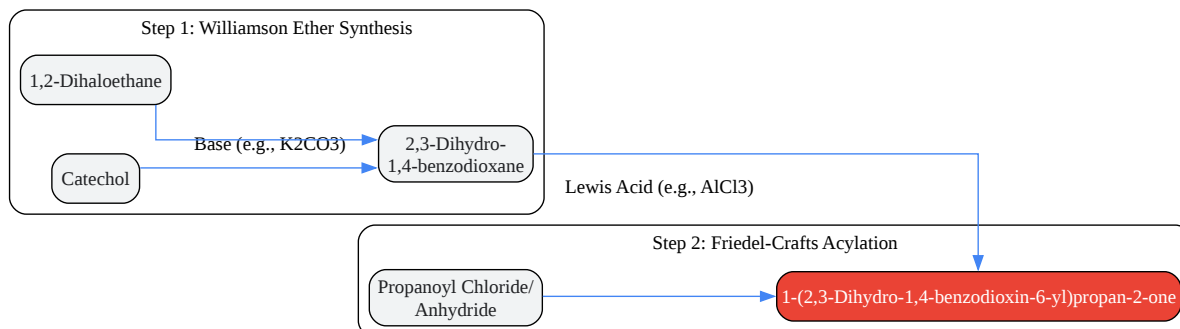 Step 1: Williamson Ether Synthesis
1,2-Dihaloethane
Base (e.g., K2CO3)
Catechol
2,3-Dihydro-
1,4-benzodioxane
Lewis Acid (e.g., AlCl3)
Step 2: Friedel-Crafts Acylation
Propanoyl Chloride/
Anhydride
1-(2,3-Dihydro-1,4-benzodioxin-6-yl)propan-2-one